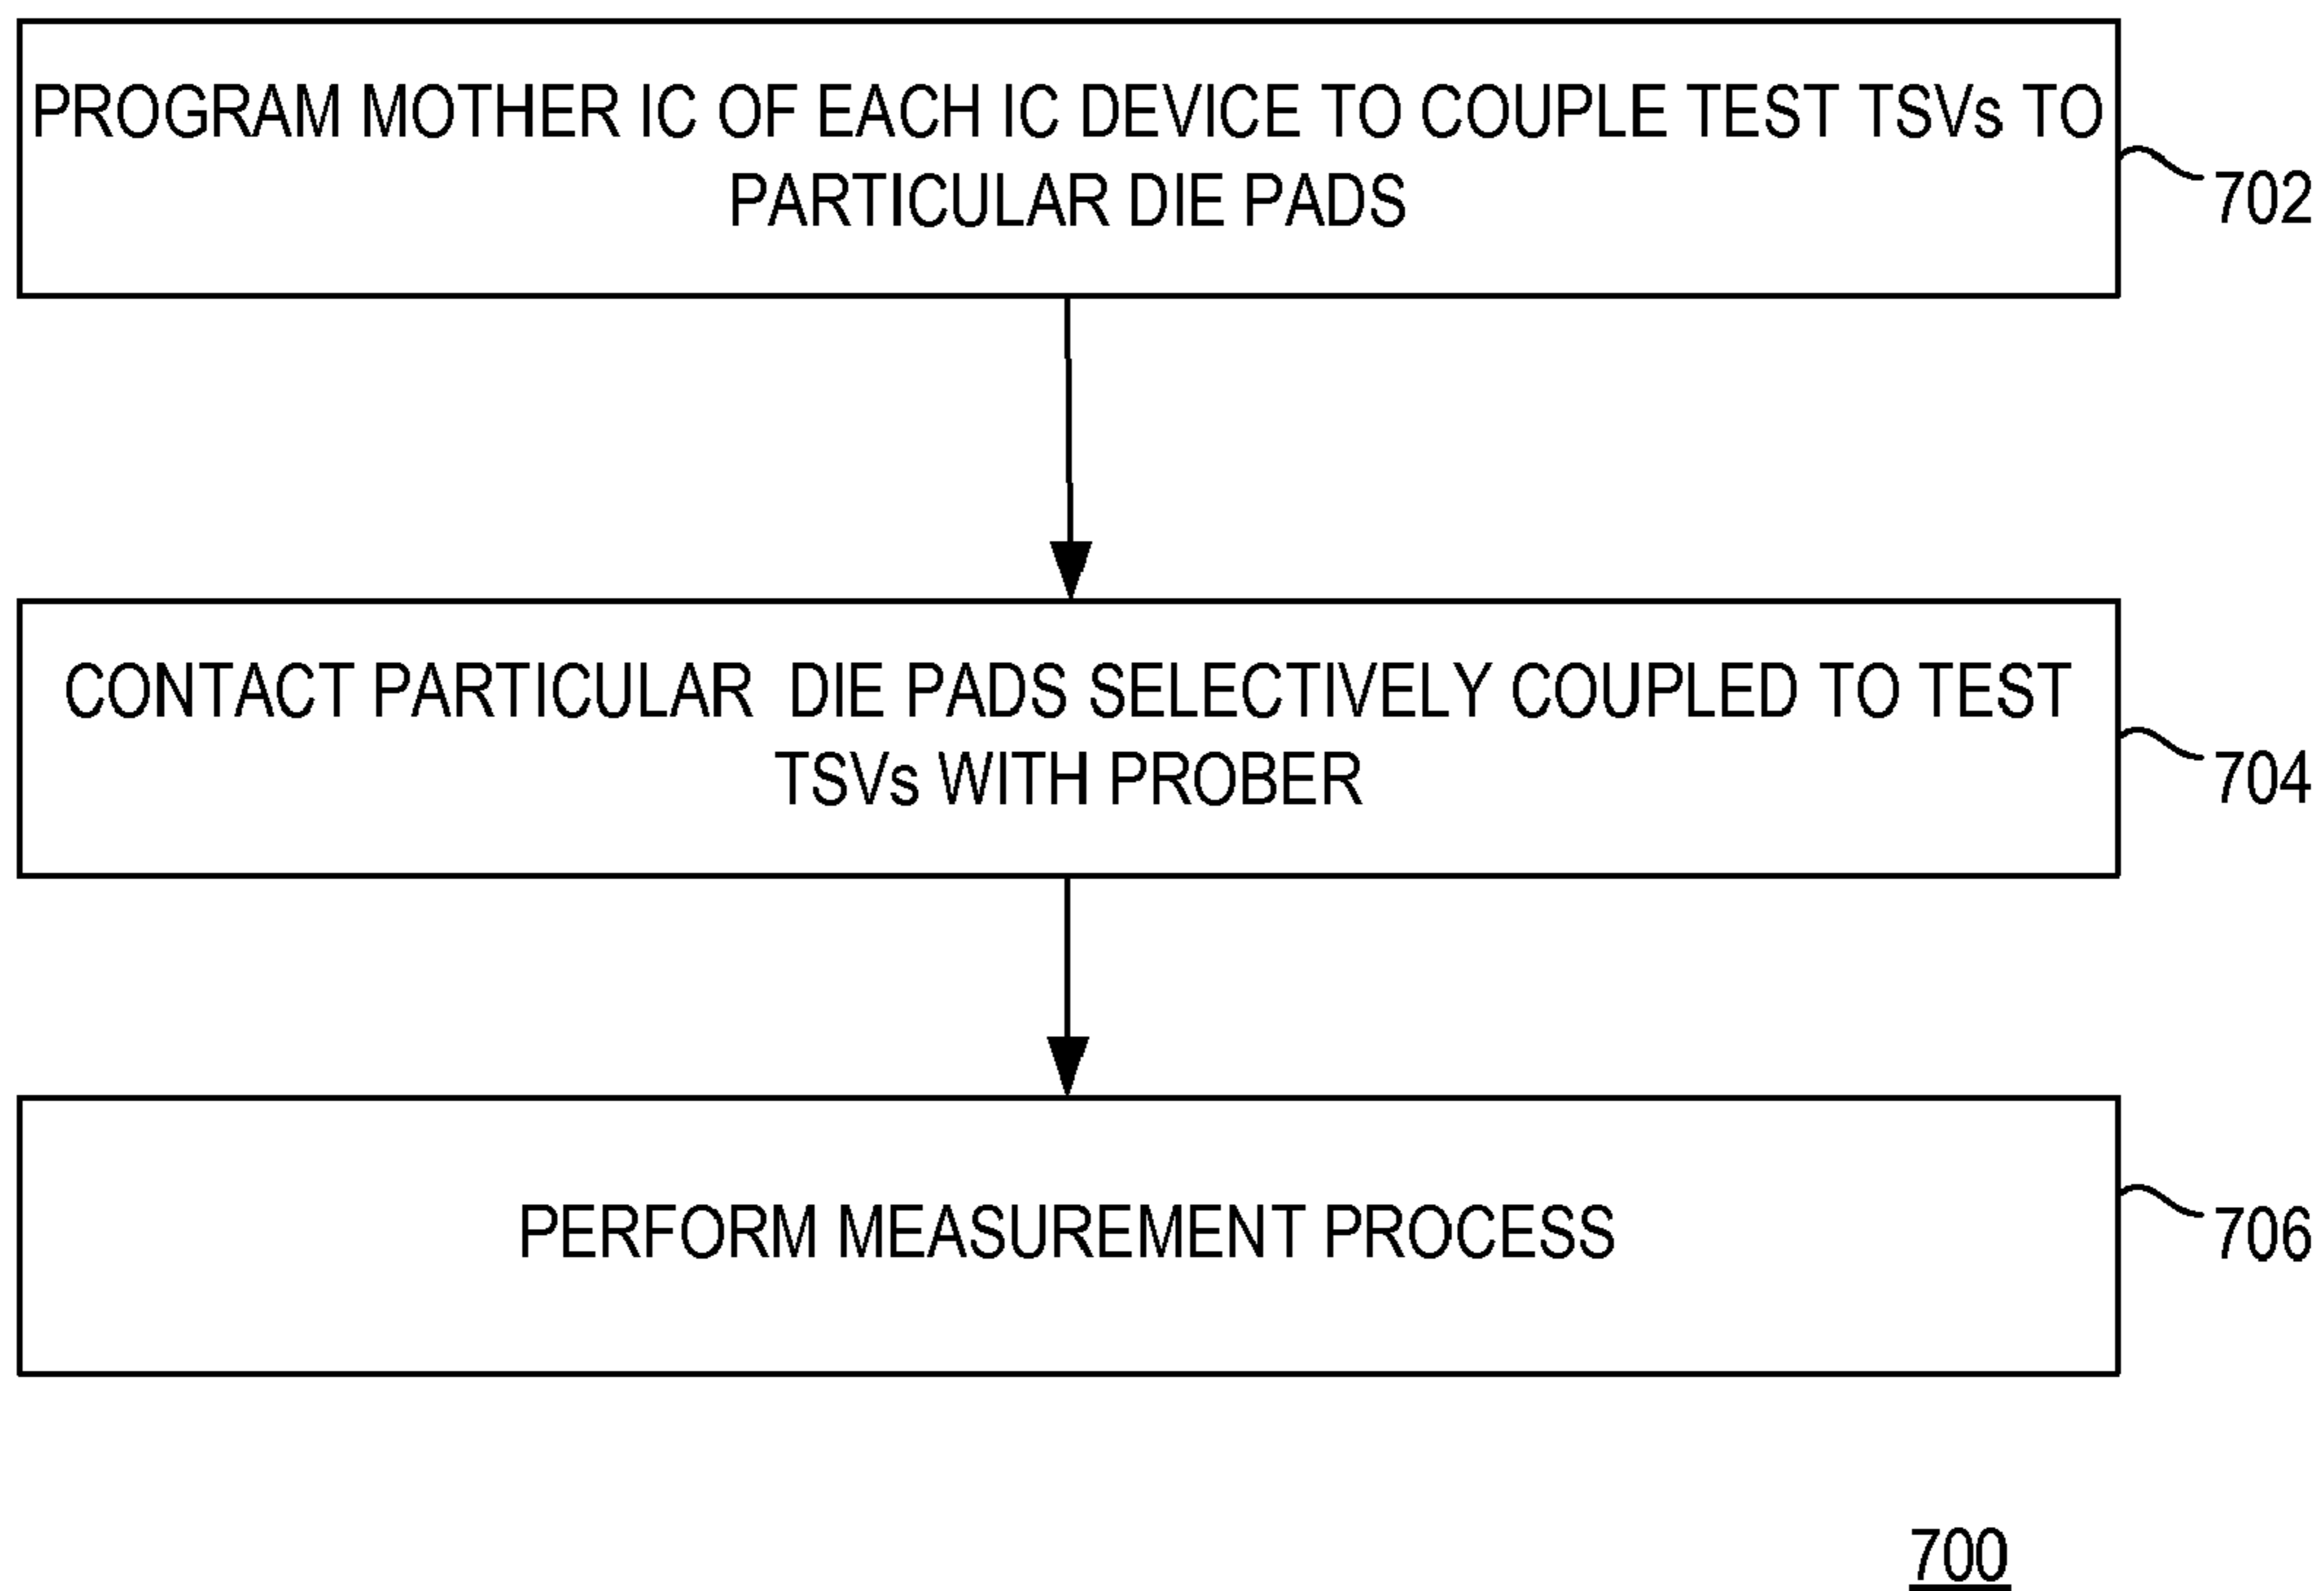 PROGRAM MOTHER IC OF EACH IC DEVICE TO COUPLE TEST TSVs TO
PARTICULAR DIE PADS
702
CONTACT PARTICULAR DIE PADS SELECTIVELY COUPLED TO TEST
TSVs WITH PROBER
704
PERFORM MEASUREMENT PROCESS
706
700